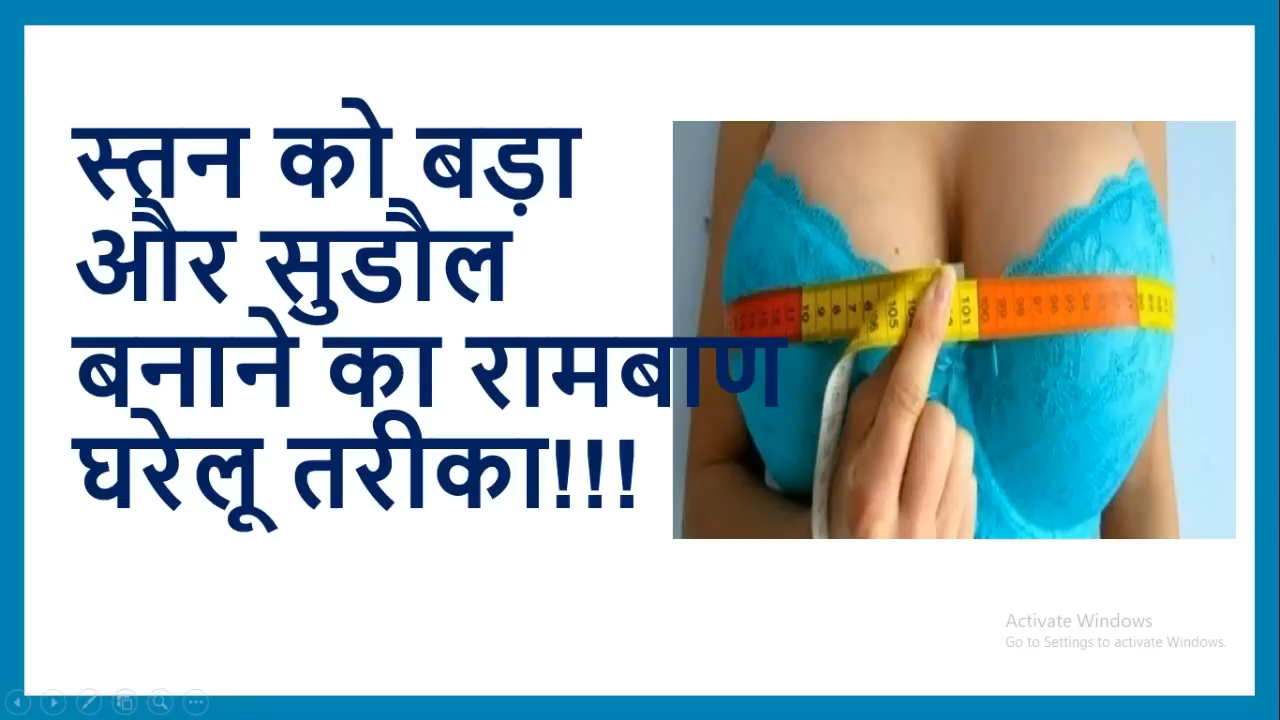 स्तन को बड़ा
और सुडौल
बनाने का रामबाण
घरेलू तरीका!!!
Activate Windows
Go to Settings to activate Windows.